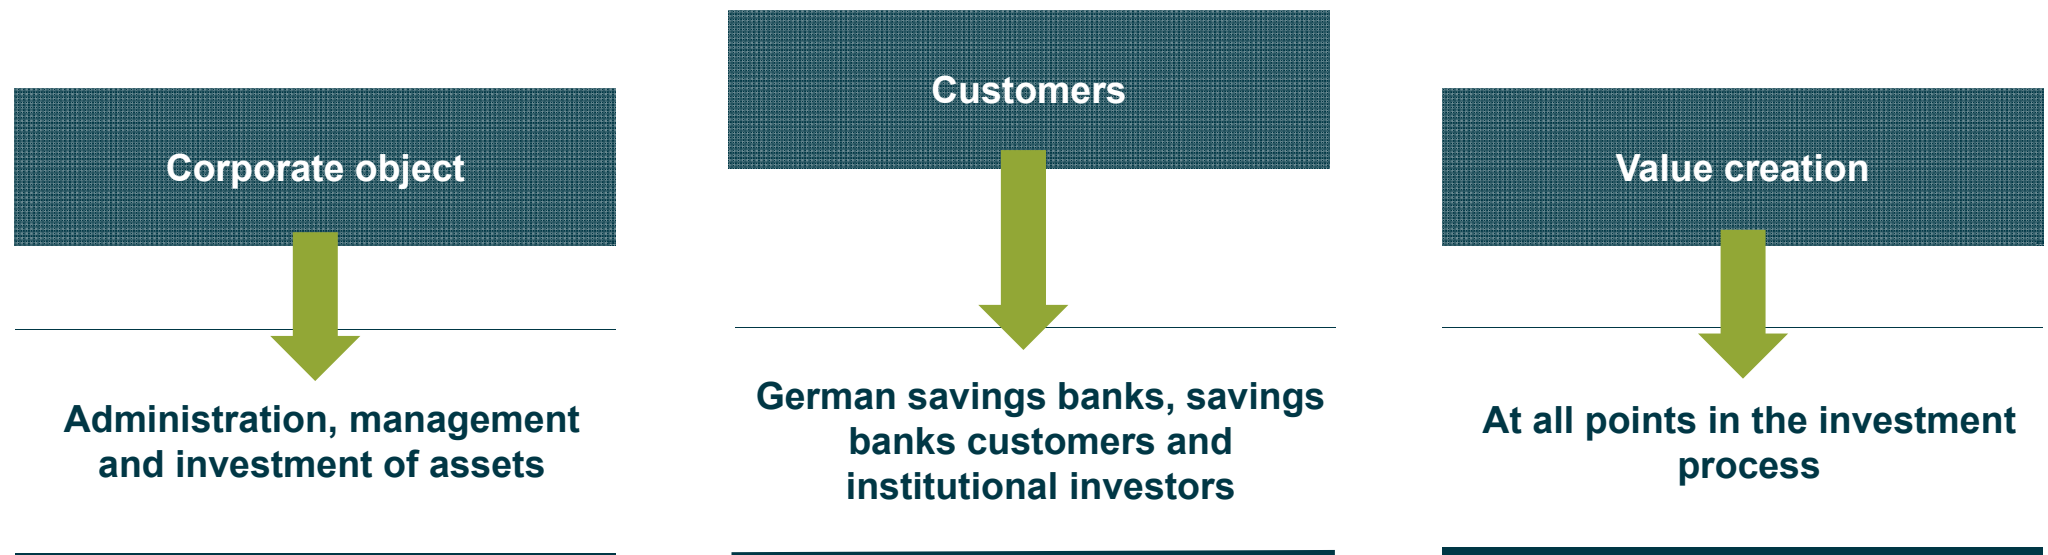 Corporate object
Administration, management
and investment of assets
Customers
German savings banks, savings
banks customers and
institutional investors
Value creation
At all points in the investment
process